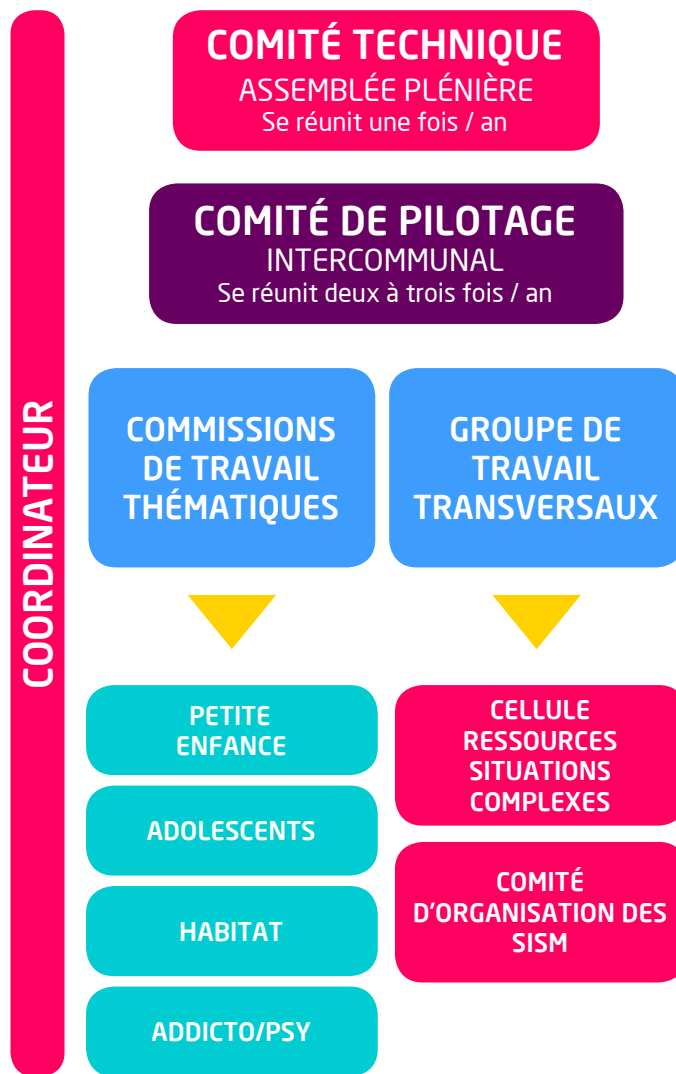 COORDINATEUR
COMITÉ TECHNIQUE
ASSEMBLÉE PLÉNIÈRE
Se réunit une fois / an
COMITÉ DE PILOTAGE
INTERCOMMUNAL
Se réunit deux à trois fois / an
COMMISSIONS
DE TRAVAIL
THÉMATIQUES
GROUPE DE
TRAVAIL
TRANSVERSAUX
PETITE
ENFANCE
ADOLESCENTS
HABITAT
ADDICTO/PSY
CELLULE
RESSOURCES
SITUATIONS
COMPLEXES
COMITÉ
D'ORGANISATION DES
SISM